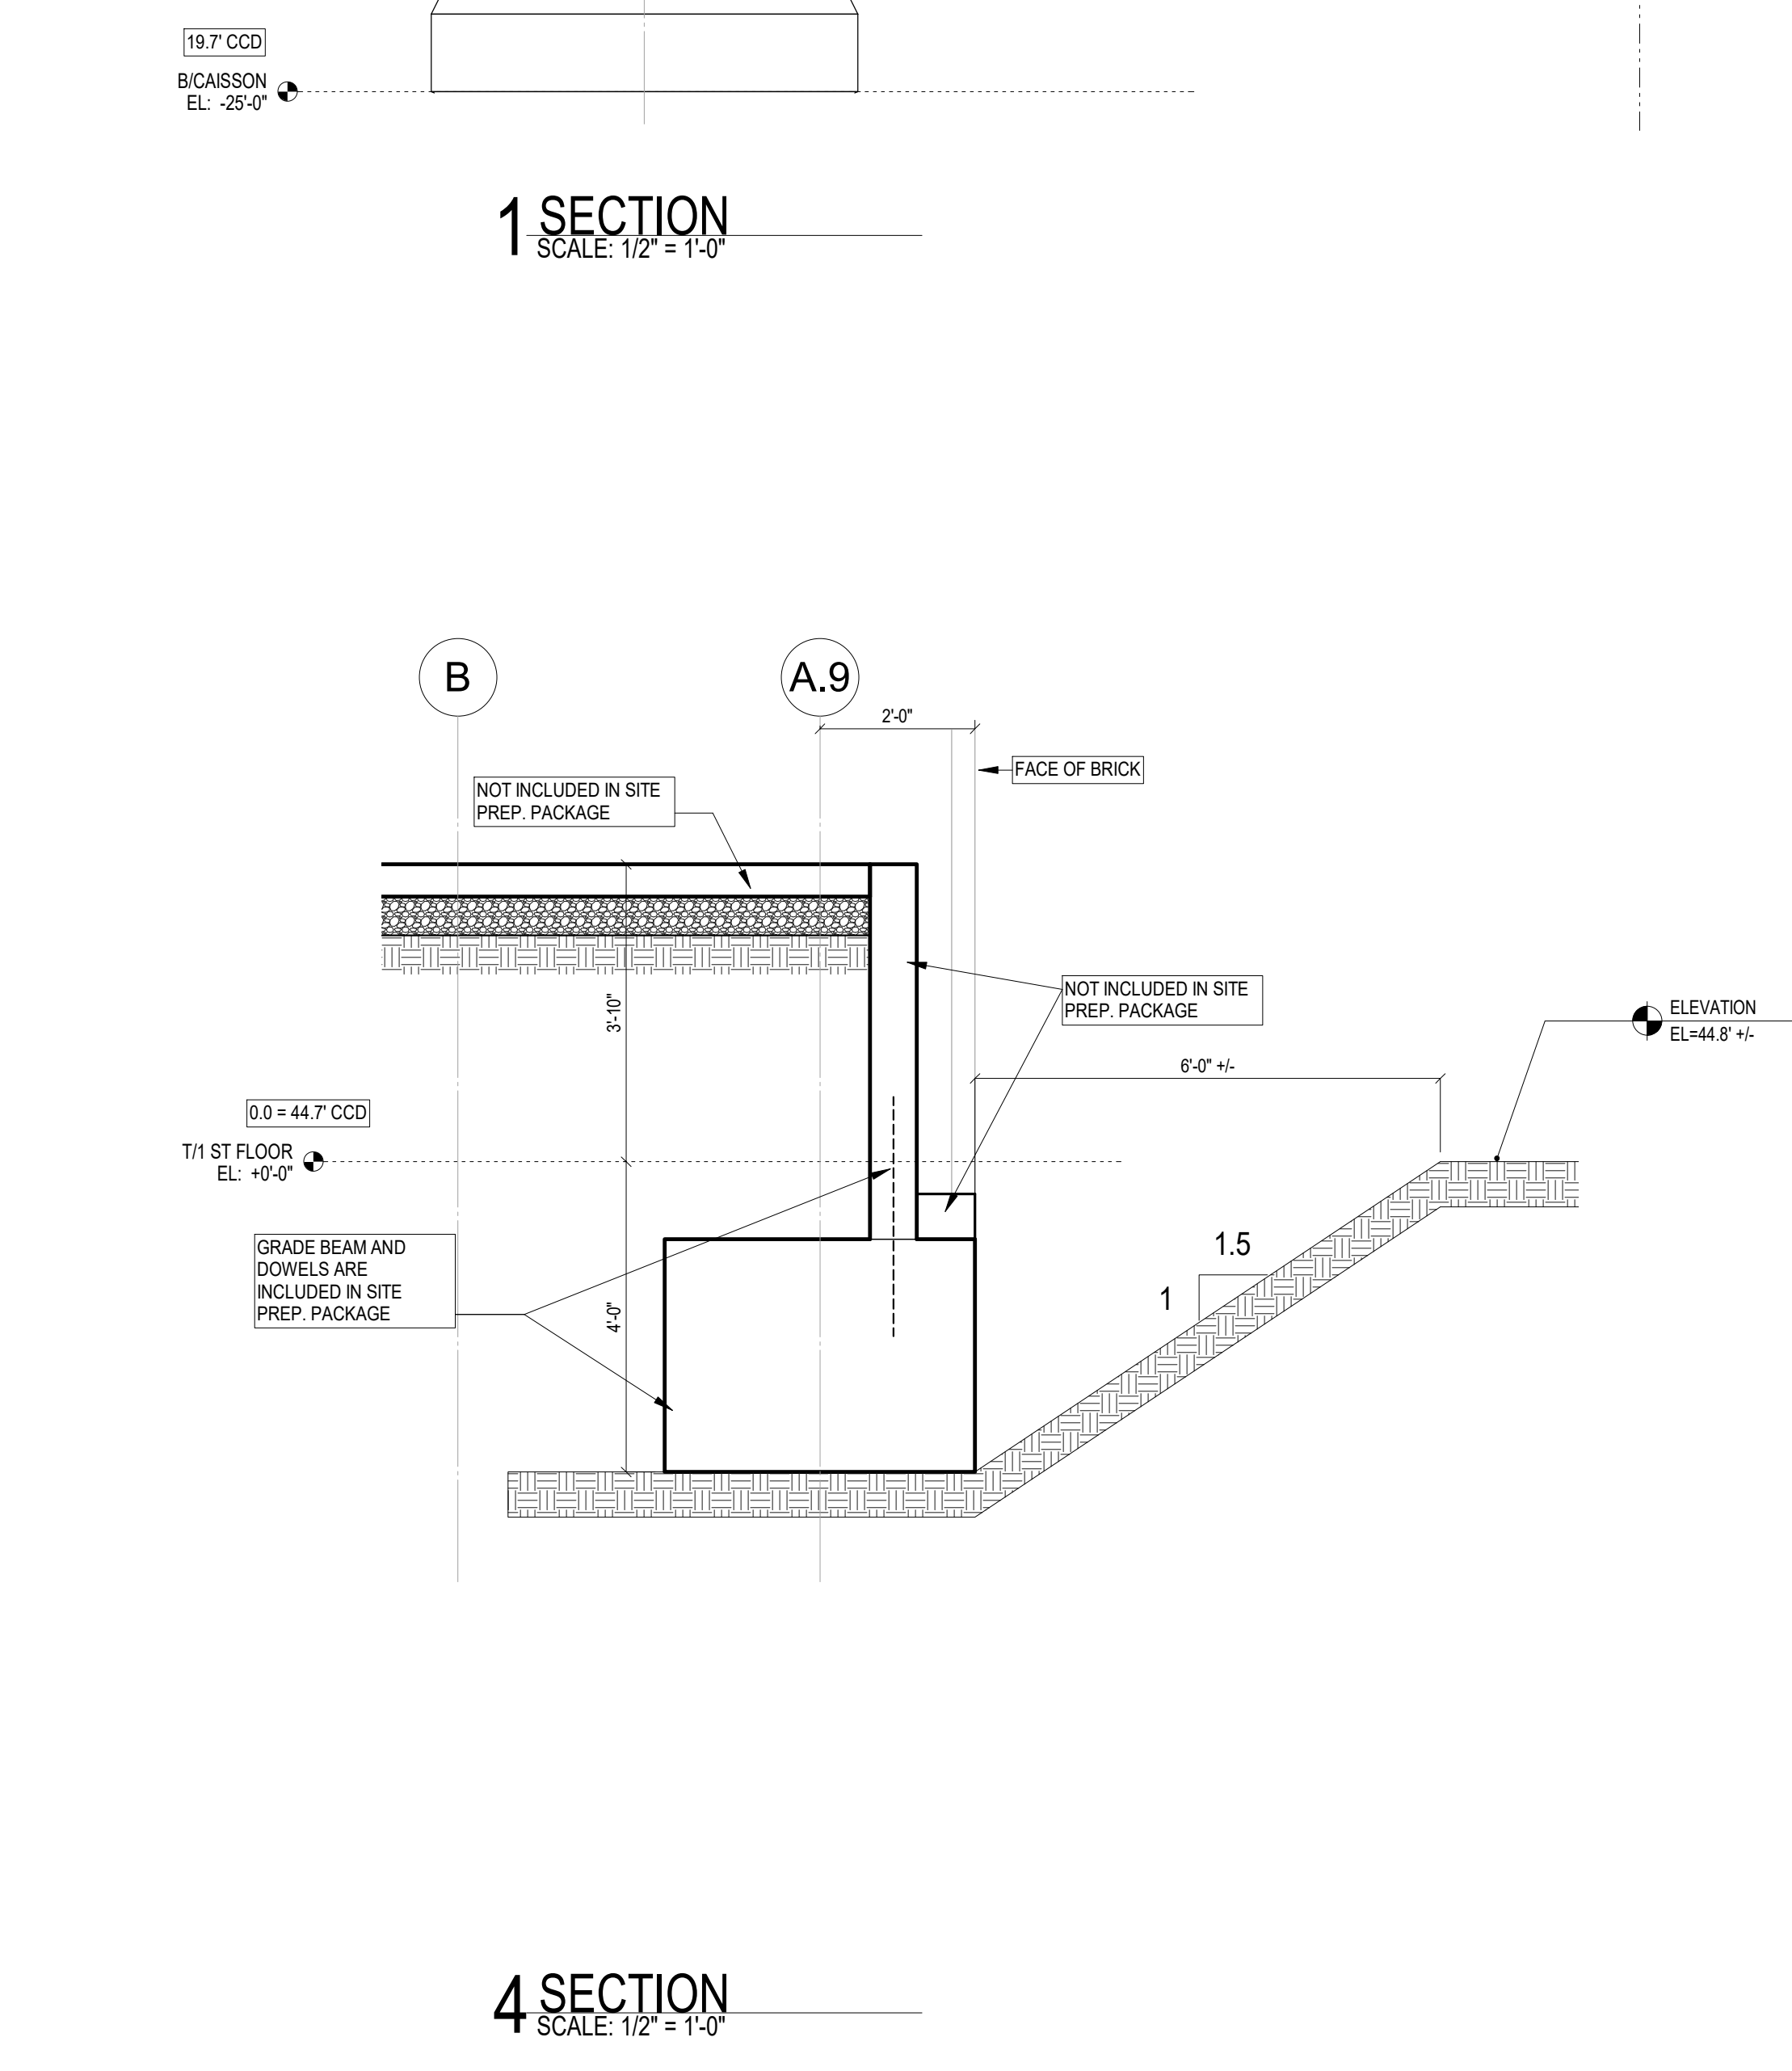 19.7' CCD
B/CAISSON
EL: -25'-0"
1 SECTION
SCALE: 1/2" = 1'-0"
B
A.9
2'-0"
FACE OF BRICK
NOT INCLUDED IN SITE
PREP. PACKAGE
3'-10"
NOT INCLUDED IN SITE
PREP. PACKAGE
ELEVATION
EL=44.8' +/-
6'-0" +/-
0.0 = 44.7' CCD
T/1 ST FLOOR
EL: +0'-0"
GRADE BEAM AND
DOWELS ARE
INCLUDED IN SITE
PREP. PACKAGE
4'-0"
1.5
1
4 SECTION
SCALE: 1/2" = 1'-0"